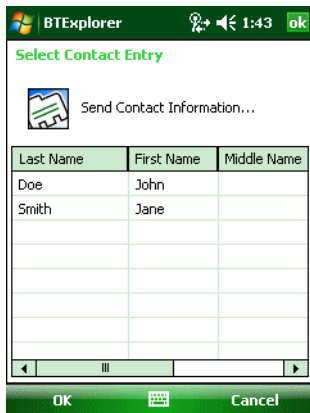 BTExplorer 1:43 ok
Select Contact Entry
Send Contact Information...
Last Name First Name Middle Name
Doe John
Smith Jane
OK Cancel